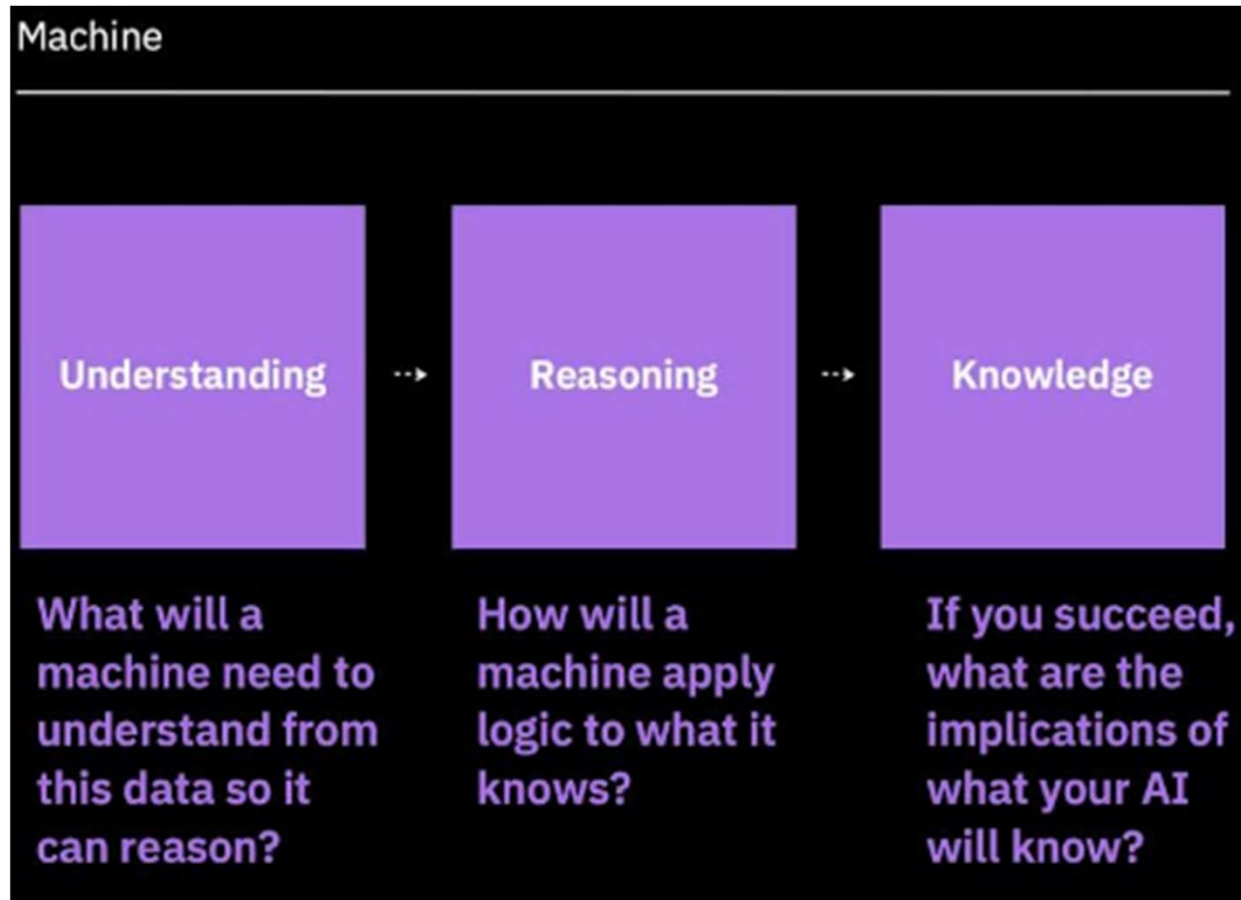 Machine
Understanding
Reasoning
Knowledge
What will a
machine need to
understand from
this data so it
can reason?
How will a
machine apply
logic to what it
knows?
If you succeed,
what are the
implications of
what your AI
will know?